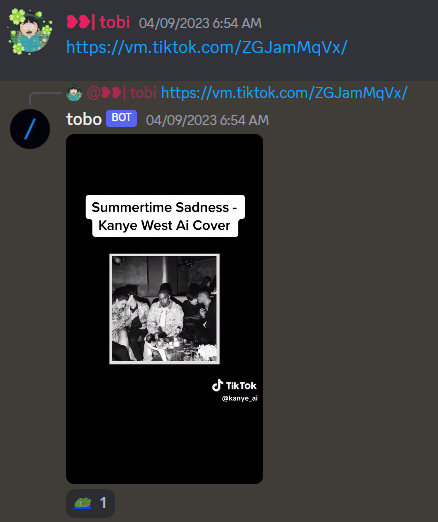 ❥❥| tobi 04/09/2023 6:54 AM
https://vm.tiktok.com/ZGJamMqVx/
@❥❥| tobi https://vm.tiktok.com/ZGJamMqVx/
tobo BOT 04/09/2023 6:54 AM
Summertime Sadness -
Kanye West Ai Cover
TikTok
@kanye_ai
1